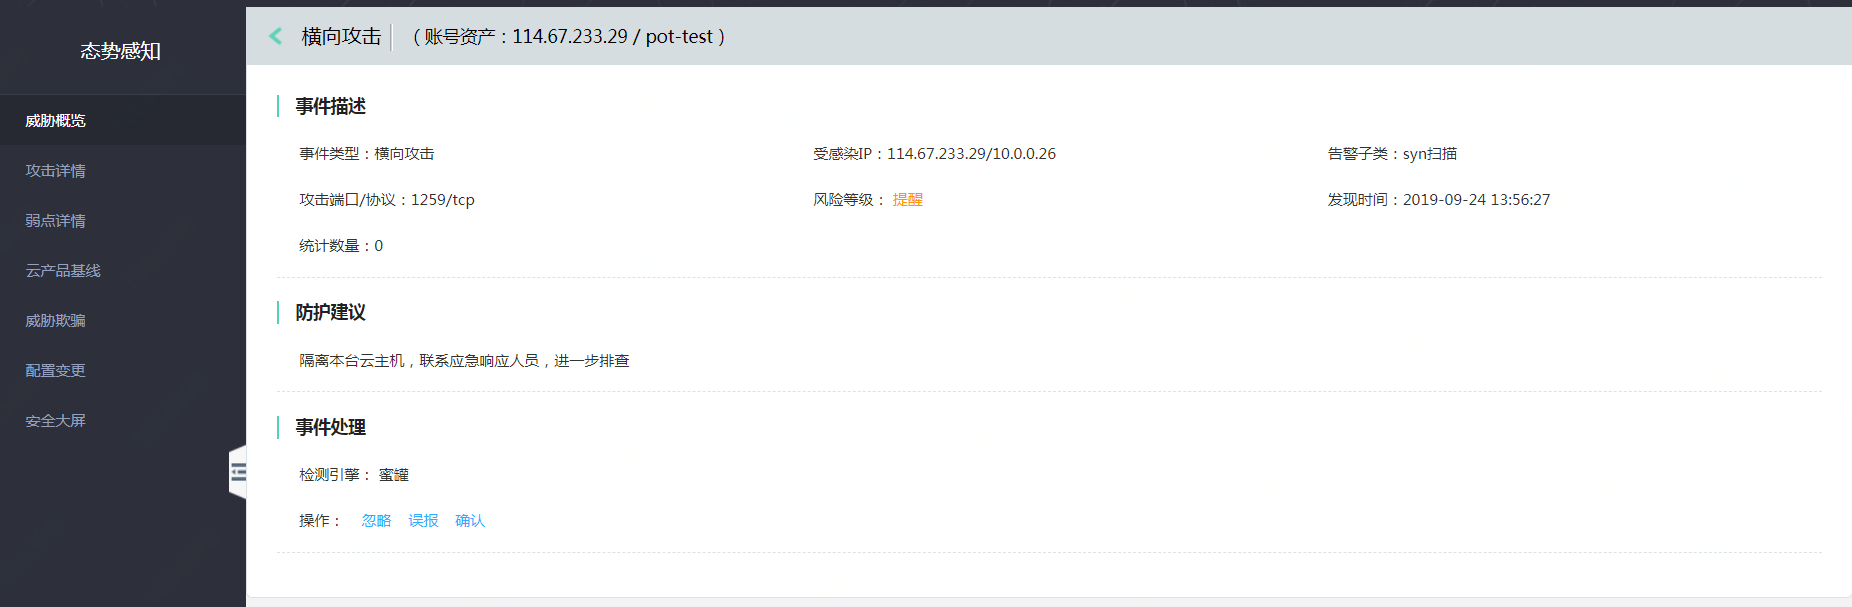 态势感知
威胁概览
攻击详情
弱点详情
云产品基线
威胁欺骗
配置变更
安全大屏
横向攻击 （账号资产：114.67.233.29 / pot-test ）
事件描述
事件类型：横向攻击 受感染IP：114.67.233.29/10.0.0.26 告警子类：syn扫描
攻击端口/协议：1259/tcp 风险等级： 提醒 发现时间：2019-09-24 13:56:27
统计数量：0
防护建议
隔离本台云主机，联系应急响应人员，进一步排查
事件处理
检测引擎： 蜜罐
操作： 忽略 误报 确认